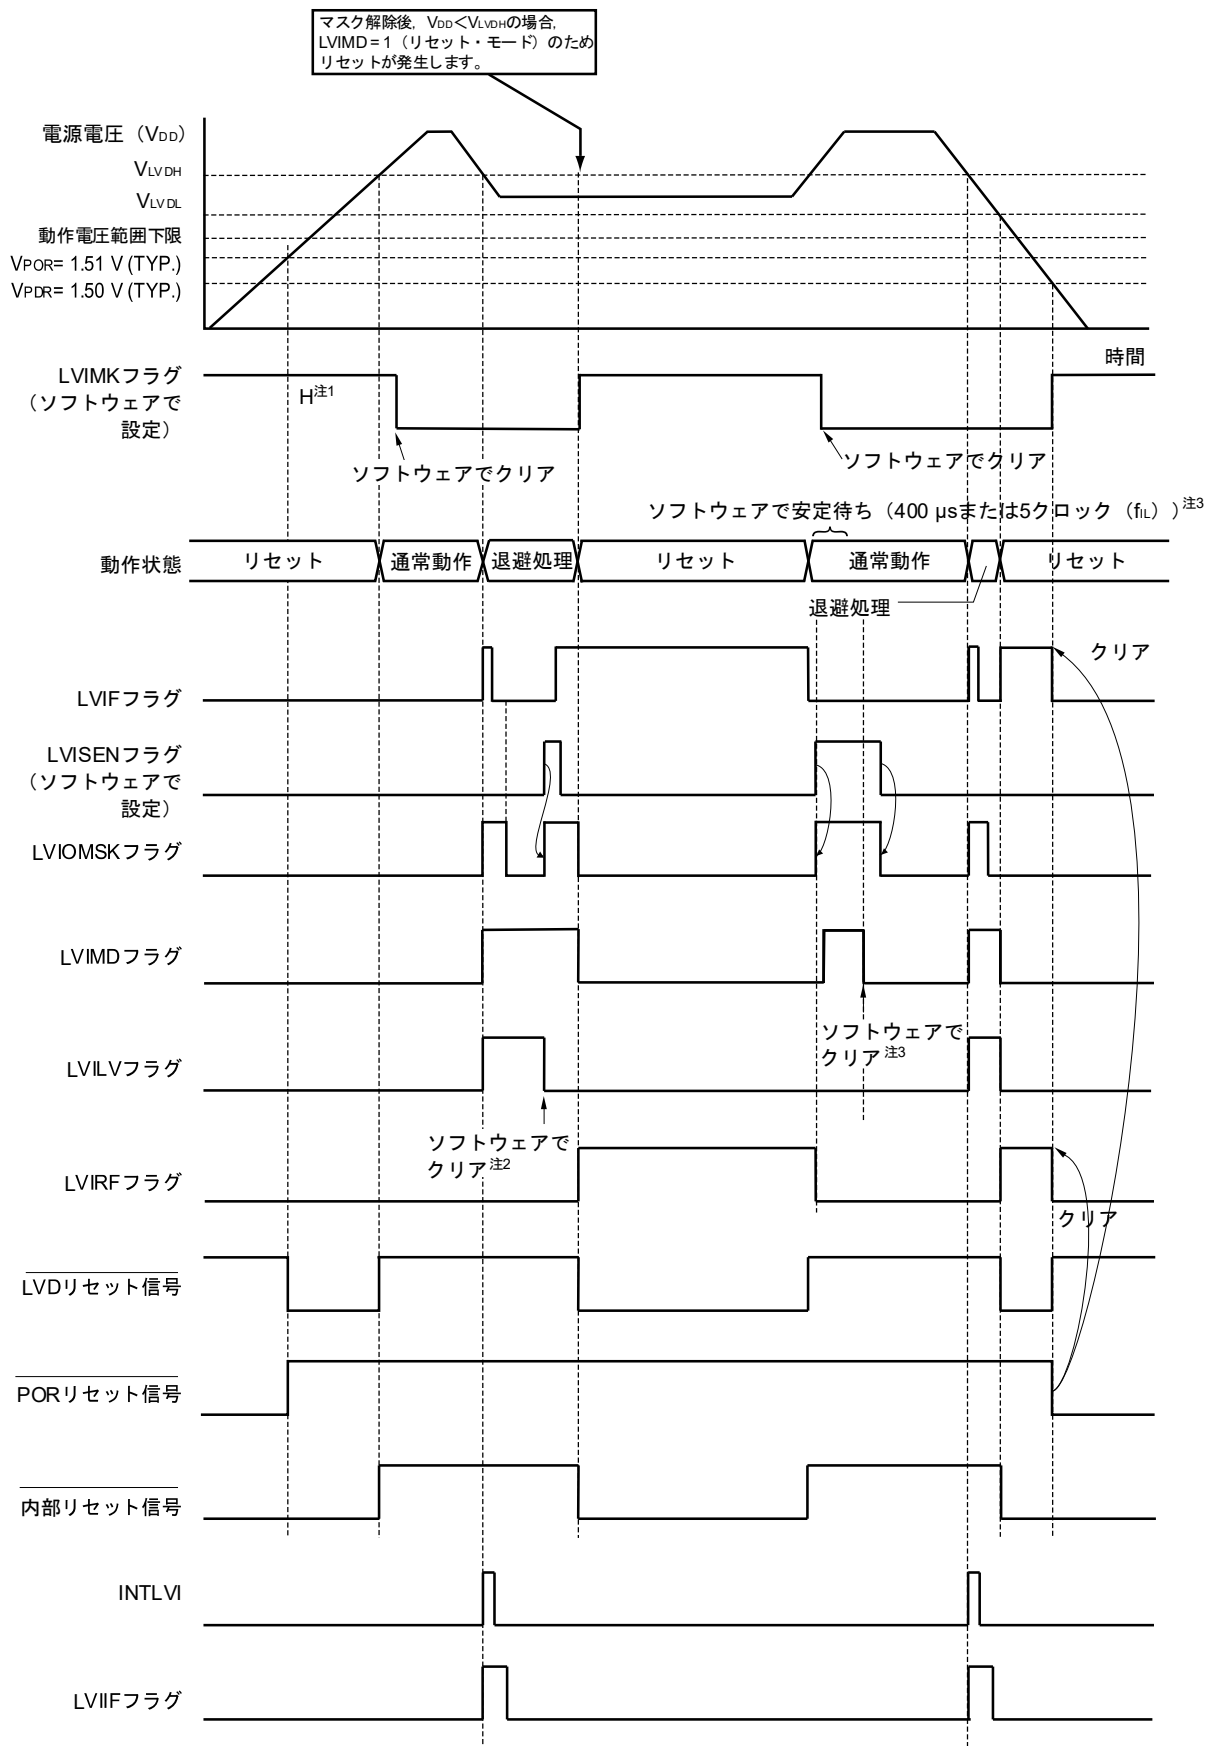 マスク解除後，VDD＜VLVDHの場合，
LVIMD = 1（リセット・モード）のため
リセットが発生します。
電源電圧（VDD）
VLVDH
VLVDL
動作電圧範囲下限
VPOR= 1.51 V (TYP.)
VPDR= 1.50 V (TYP.)
時間
LVIMKフラグ
（ソフトウェアで
設定）
H注1
ソフトウェアでクリア
ソフトウェアでクリア
ソフトウェアで安定待ち（400 μsまたは5クロック（fIL））注3
動作状態
リセット
通常動作
退避処理
リセット
通常動作
リセット
退避処理
クリア
LVIFフラグ
LVISENフラグ
（ソフトウェアで
設定）
LVIOMSKフラグ
LVIMDフラグ
ソフトウェアで
クリア注3
LVILVフラグ
ソフトウェアで
クリア注2
LVIRFフラグ
クリア
LVDリセット信号
PORリセット信号
内部リセット信号
INTLVI
LVIIFフラグ